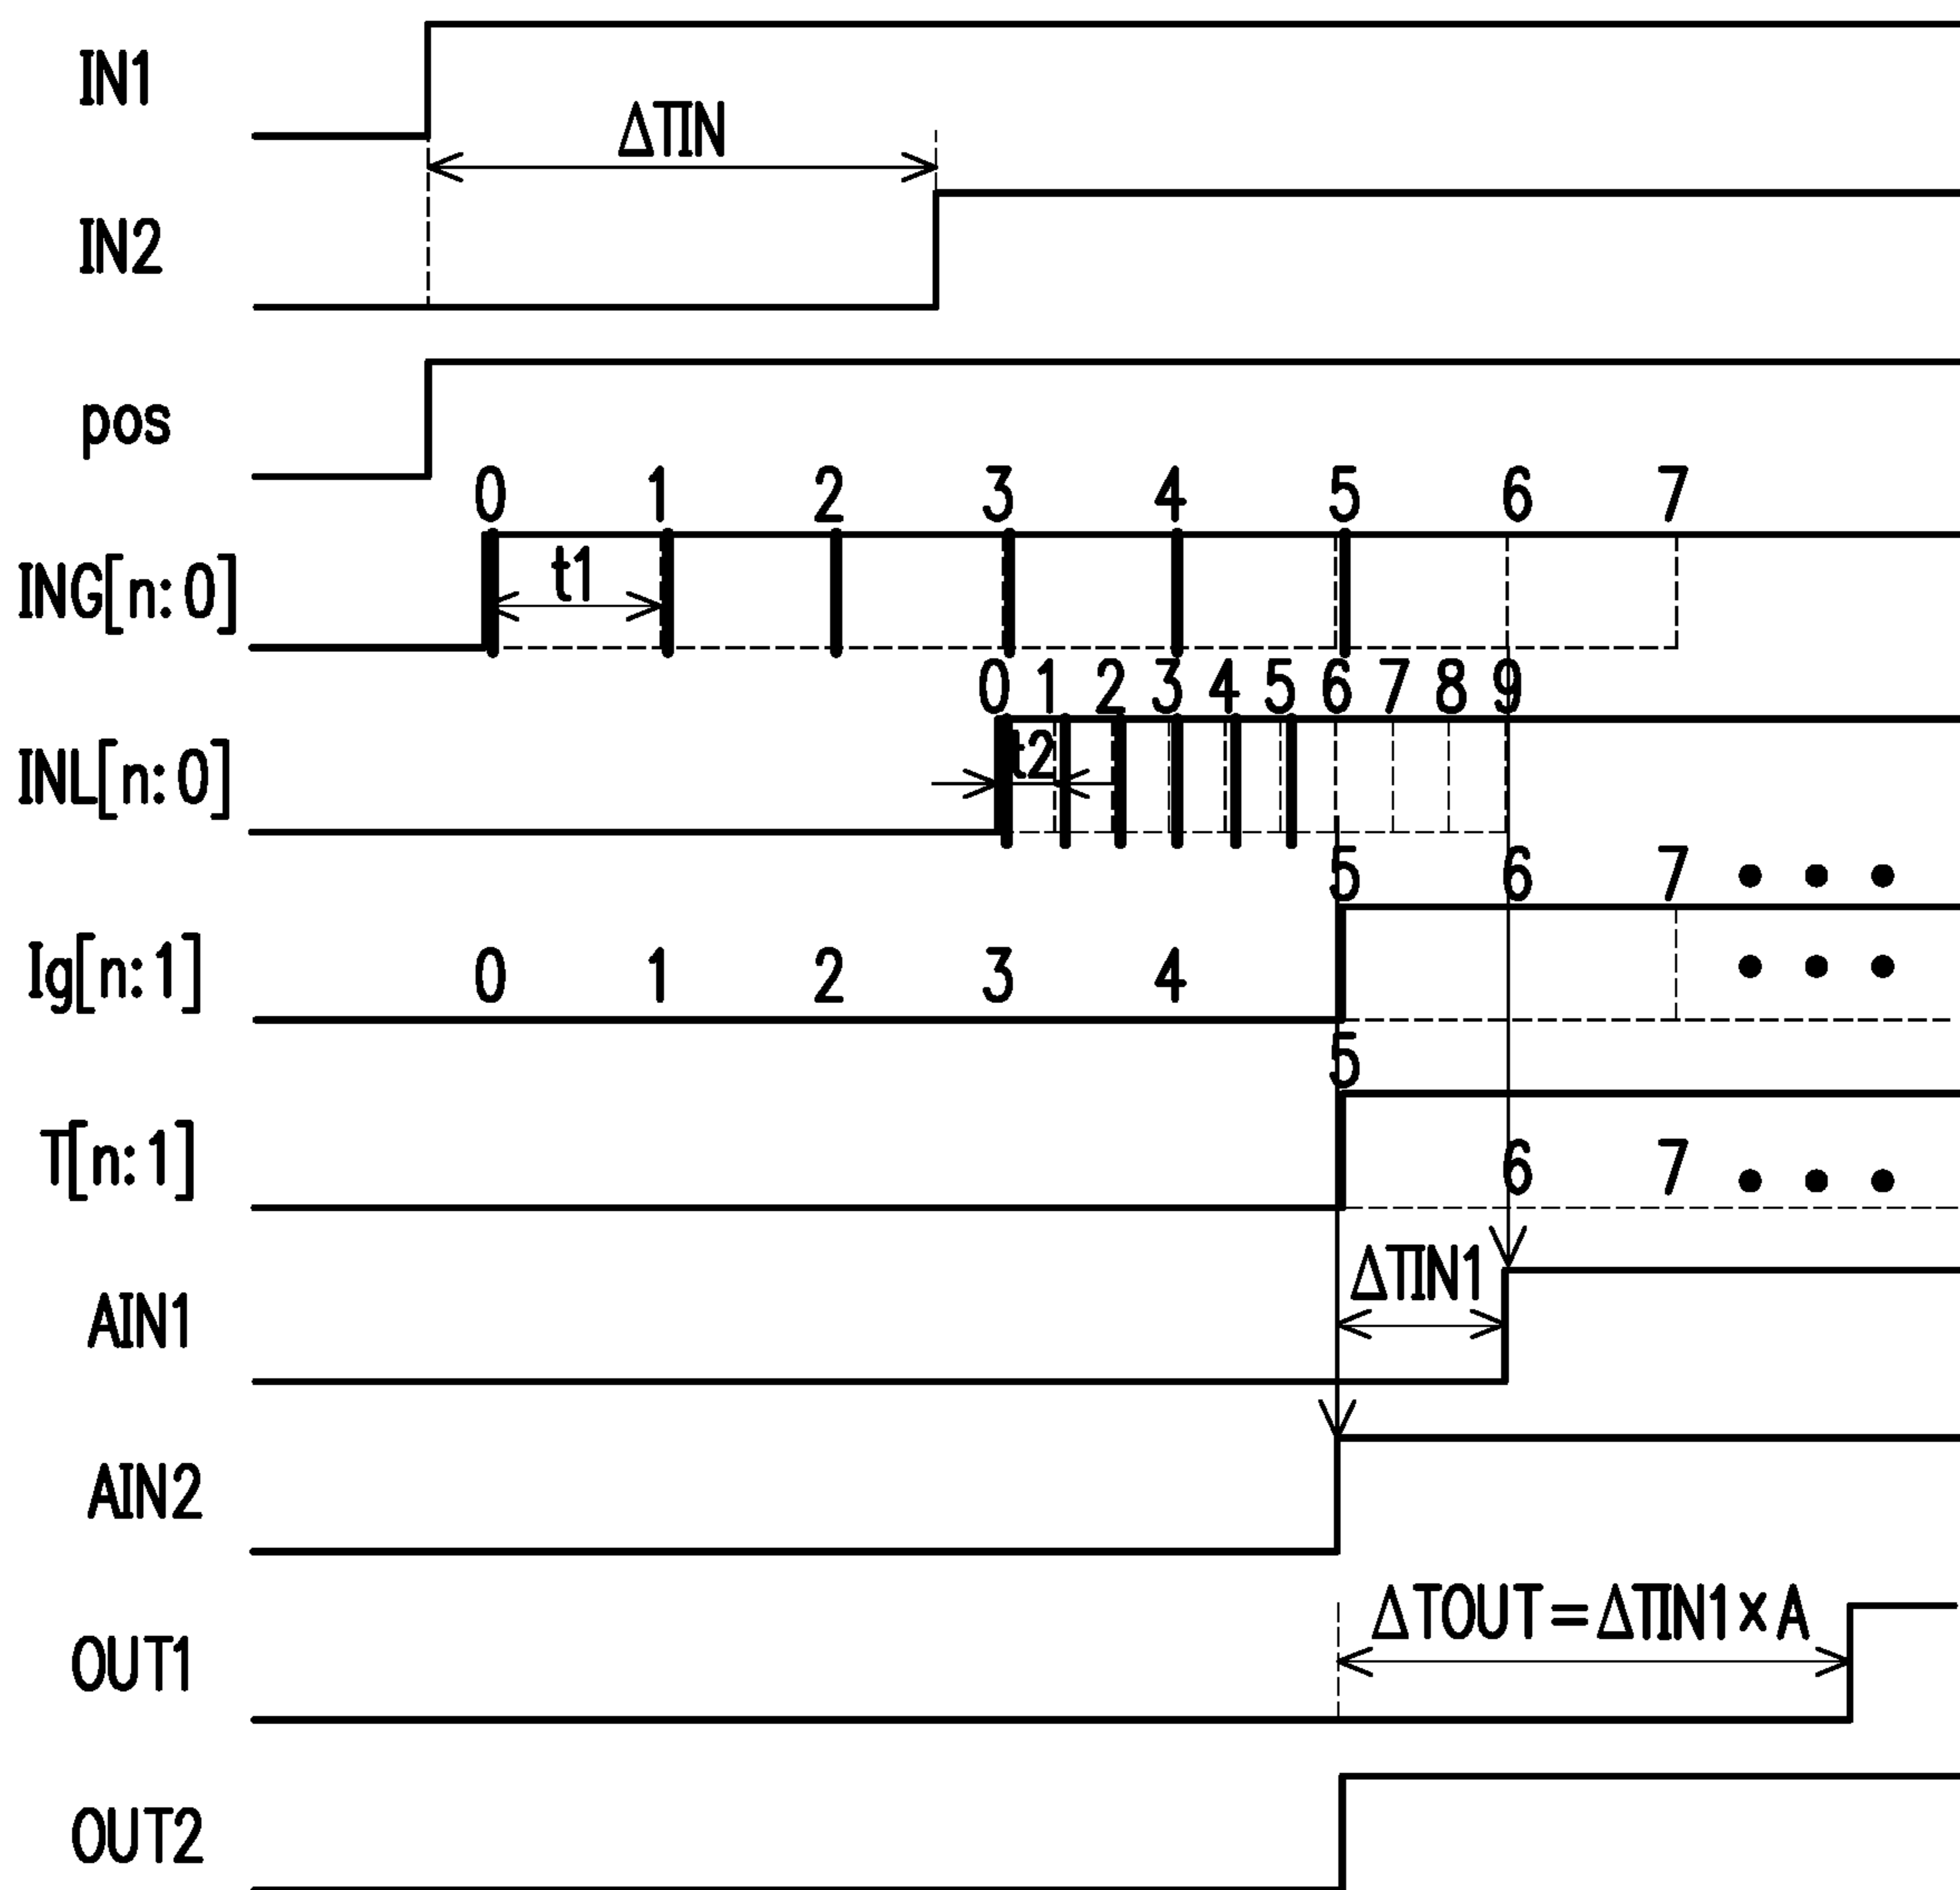 IN1
ΔTIN
IN2
pos
0 1 2 3 4 5 6 7
ING[n:0]
t1
0 1 2 3 4 5 6 7 8 9
INL[n:0]
t2
5 6 7 • • •
Ig[n:1]
0 1 2 3 4 • • •
5
T[n:1]
6 7 • • •
ΔTIN1
AIN1
AIN2
ΔTOUT=ΔTIN1×A
OUT1
OUT2